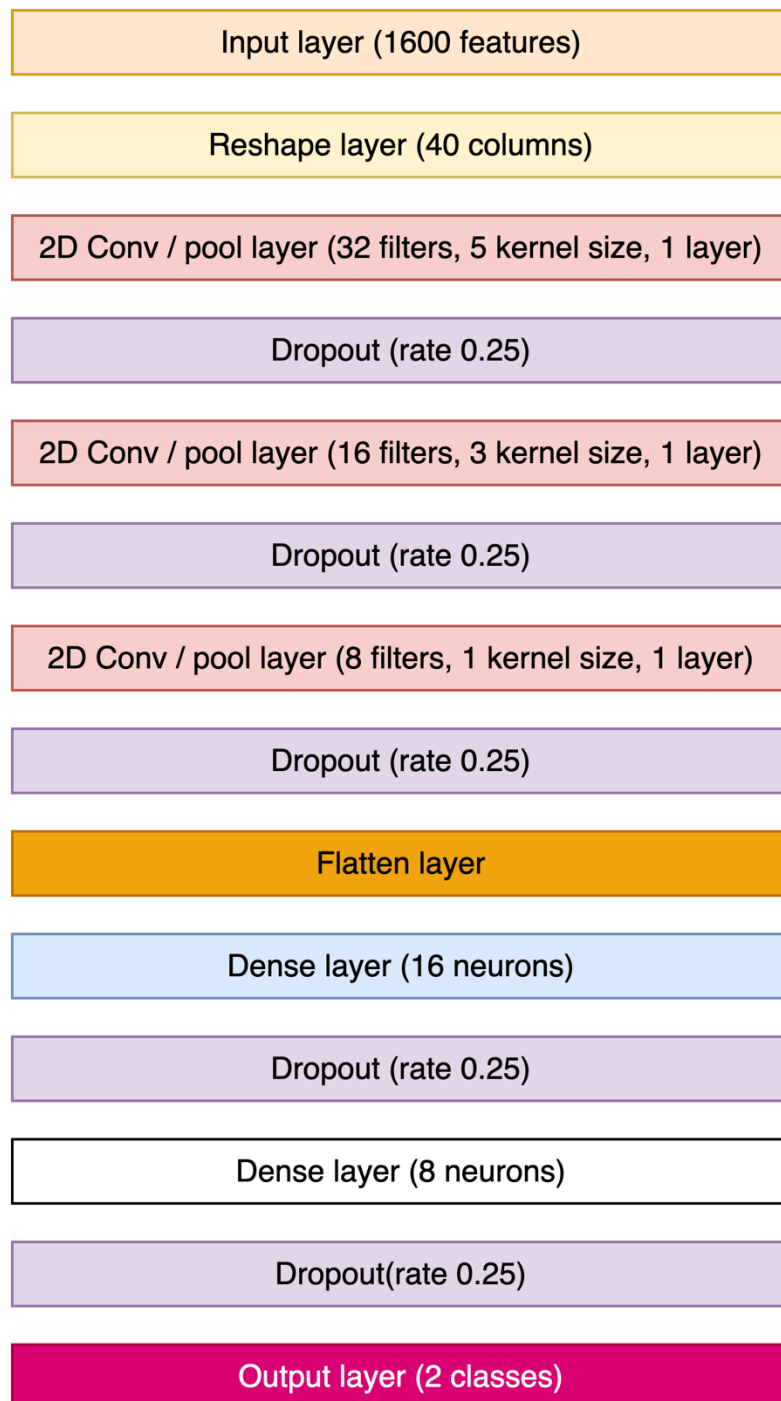 Input layer (1600 features)
Reshape layer (40 columns)
2D Conv / pool layer (32 filters, 5 kernel size, 1 layer)
Dropout (rate 0.25)
2D Conv / pool layer (16 filters, 3 kernel size, 1 layer)
Dropout (rate 0.25)
2D Conv / pool layer (8 filters, 1 kernel size, 1 layer)
Dropout (rate 0.25)
Flatten layer
Dense layer (16 neurons)
Dropout (rate 0.25)
Dense layer (8 neurons)
Dropout(rate 0.25)
Output layer (2 classes)